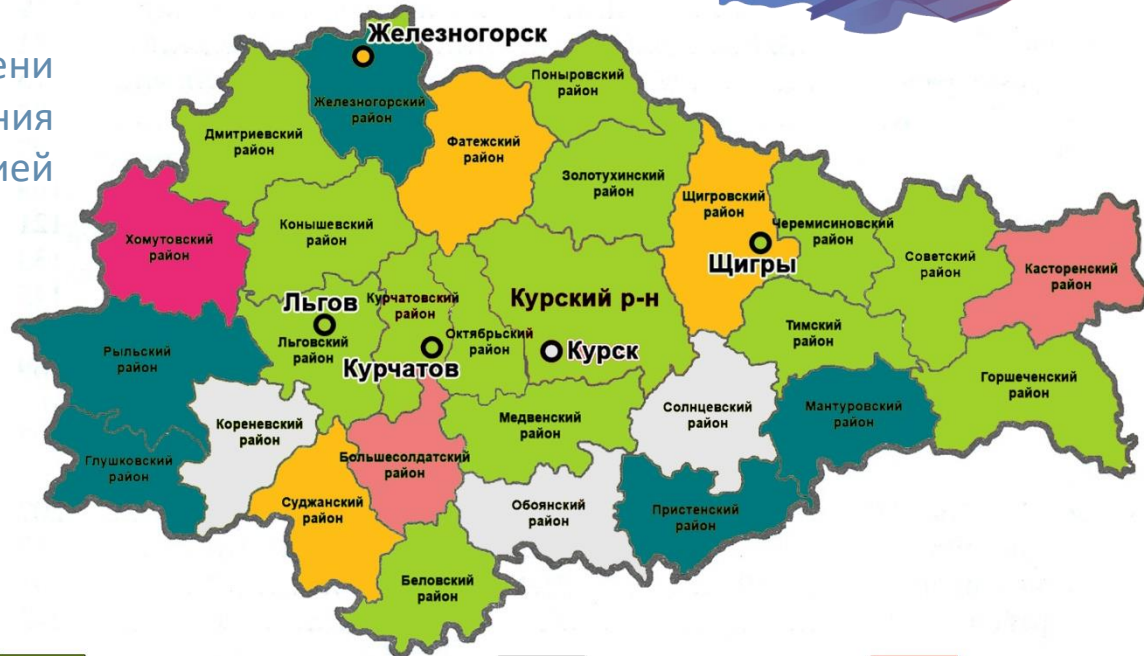 ени
ния
ией
Железногорск
Железногорский
район
Поныровский
район
Дмитриевский
район
Фатежский
район
Золотухинский
район
Щигровский
район
Черемисиновский
район
Хомутовский
район
Конышевский
район
Щигры
Советский
район
Касторенский
район
Льгов
Льговский
район
Курчатовский
район
Курчатов
Октябрьский
район
Курский р-н
Курск
Тимский
район
Рыльский
район
Горшеченский
район
Кореневский
район
Медвенский
район
Солнцевский
район
Мантуровский
район
Глушковский
район
Большесолдатский
район
Суджанский
район
Обоянский
район
Пристенский
район
Беловский
район